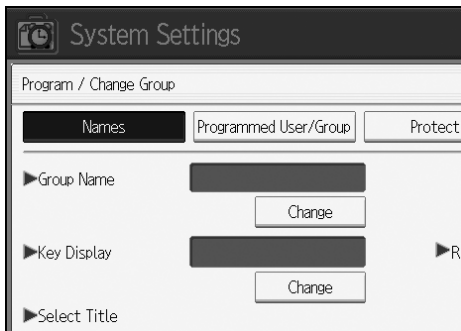 System Settings
Program / Change Group
Names Programmed User/Group Protect
▶Group Name
Change
▶Key Display ▶R
Change
▶Select Title